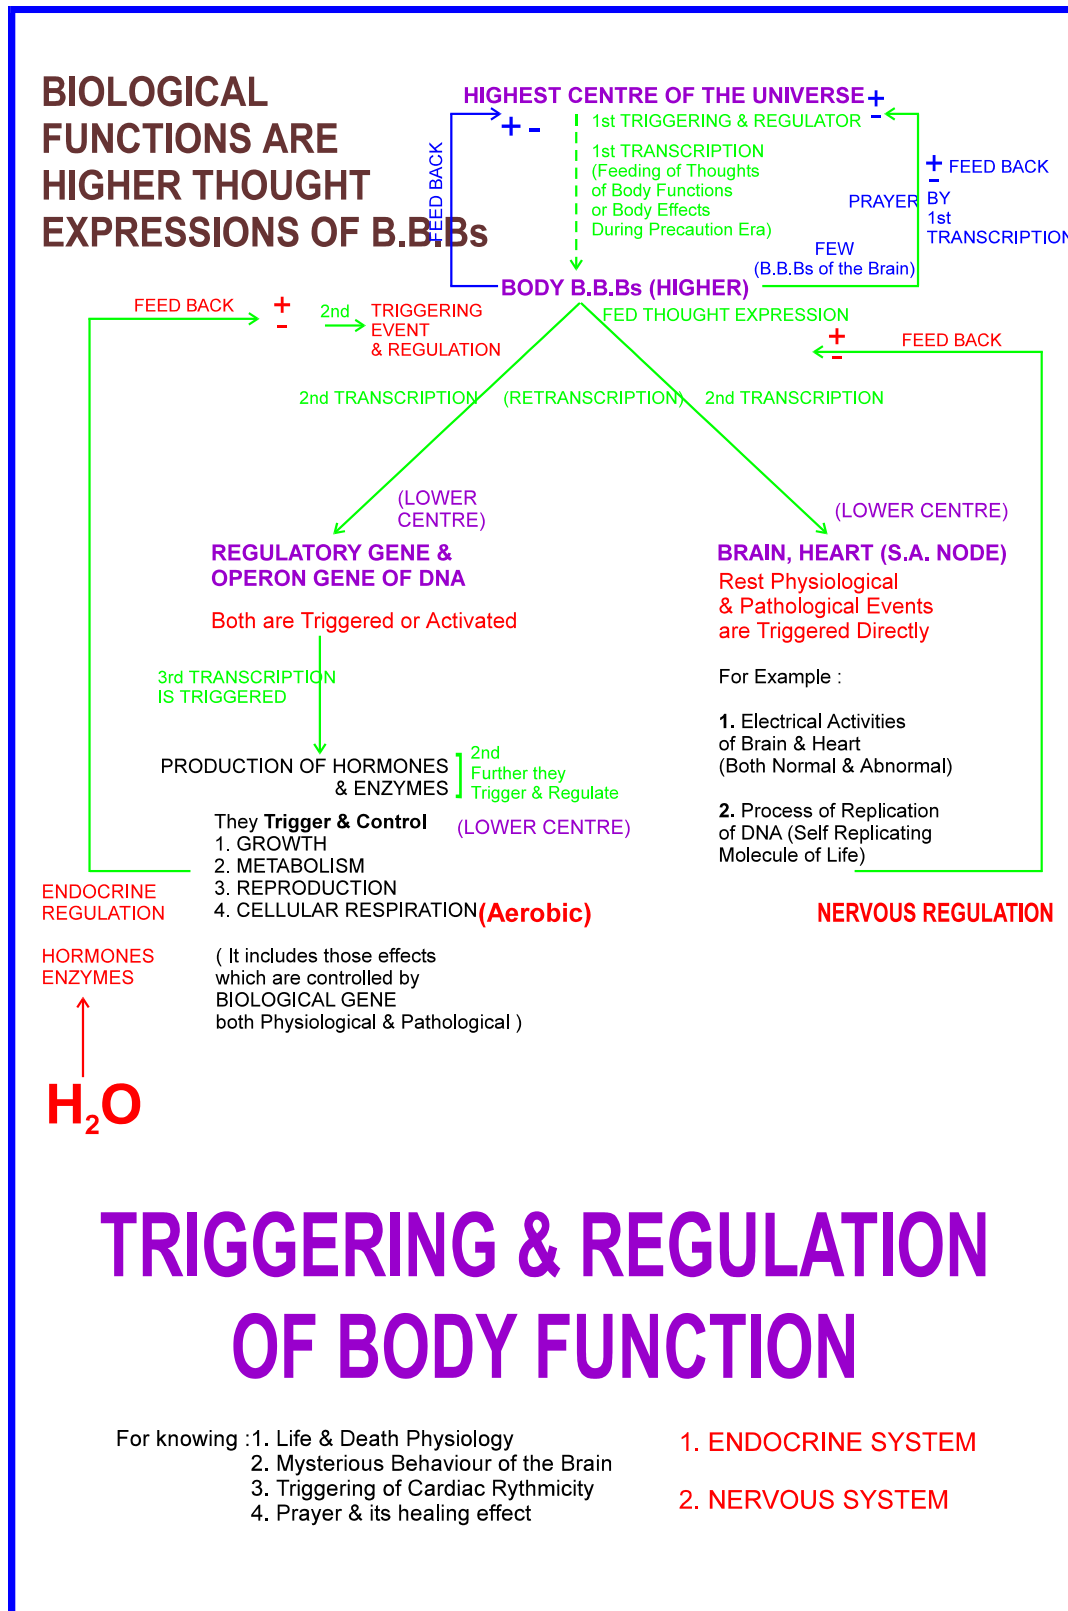 BIOLOGICAL
FUNCTIONS ARE
HIGHER THOUGHT
EXPRESSIONS OF B.B.Bs
HIGHEST CENTRE OF THE UNIVERSE
+
-
+ -
1st TRIGGERING & REGULATOR
1st TRANSCRIPTION
(Feeding of Thoughts
of Body Functions
or Body Effects
During Precaution Era)
FEED BACK
PRAYER
+
-
FEED BACK
BY
1st
TRANSCRIPTION
FEW
(B.B.Bs of the Brain)
BODY B.B.Bs (HIGHER)
FED THOUGHT EXPRESSION
FEED BACK
+
-
2nd
TRIGGERING
EVENT
& REGULATION
+
-
FEED BACK
2nd TRANSCRIPTION
(RETRANSCRIPTION)
2nd TRANSCRIPTION
(LOWER
CENTRE)
(LOWER CENTRE)
REGULATORY GENE &
OPERON GENE OF DNA
Both are Triggered or Activated
3rd TRANSCRIPTION
IS TRIGGERED
PRODUCTION OF HORMONES
& ENZYMES
2nd
Further they
Trigger & Regulate
(LOWER CENTRE)
They Trigger & Control
1. GROWTH
2. METABOLISM
3. REPRODUCTION
4. CELLULAR RESPIRATION (Aerobic)
( It includes those effects
which are controlled by
BIOLOGICAL GENE
both Physiological & Pathological )
BRAIN, HEART (S.A. NODE)
Rest Physiological
& Pathological Events
are Triggered Directly
For Example :
1. Electrical Activities
of Brain & Heart
(Both Normal & Abnormal)
2. Process of Replication
of DNA (Self Replicating
Molecule of Life)
NERVOUS REGULATION
ENDOCRINE
REGULATION
HORMONES
ENZYMES
H₂O
TRIGGERING & REGULATION
OF BODY FUNCTION
For knowing :1. Life & Death Physiology
2. Mysterious Behaviour of the Brain
3. Triggering of Cardiac Rythmicity
4. Prayer & its healing effect
1. ENDOCRINE SYSTEM
2. NERVOUS SYSTEM